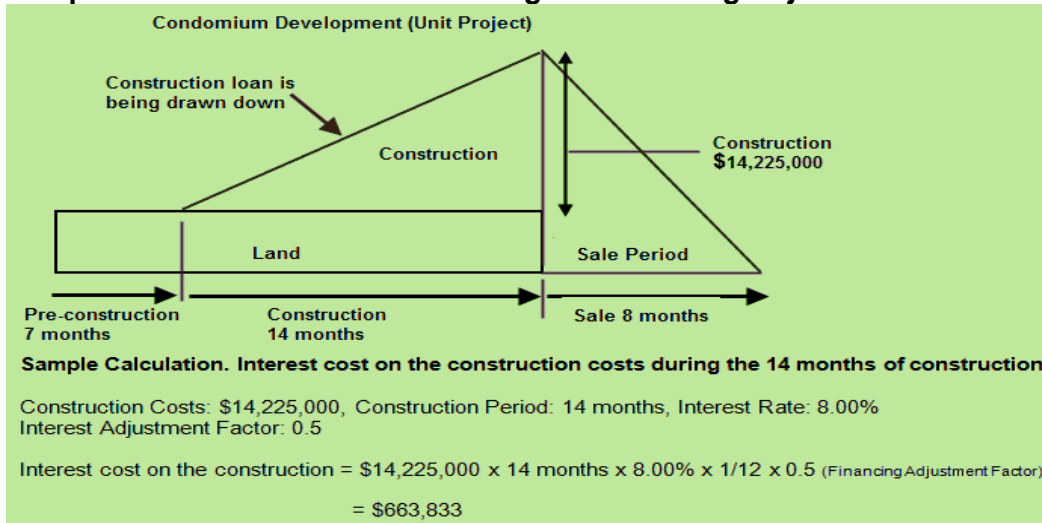 Condomium Development (Unit Project)
Construction loan is
being drawn down
Construction
Construction
$14,225,000
Land
Sale Period
Pre-construction
7 months
Construction
14 months
Sale 8 months
Sample Calculation. Interest cost on the construction costs during the 14 months of construction
Construction Costs: $14,225,000, Construction Period: 14 months, Interest Rate: 8.00%
Interest Adjustment Factor: 0.5
Interest cost on the construction = $14,225,000 x 14 months x 8.00% x 1/12 x 0.5 (Financing Adjustment Factor)
= $663,833